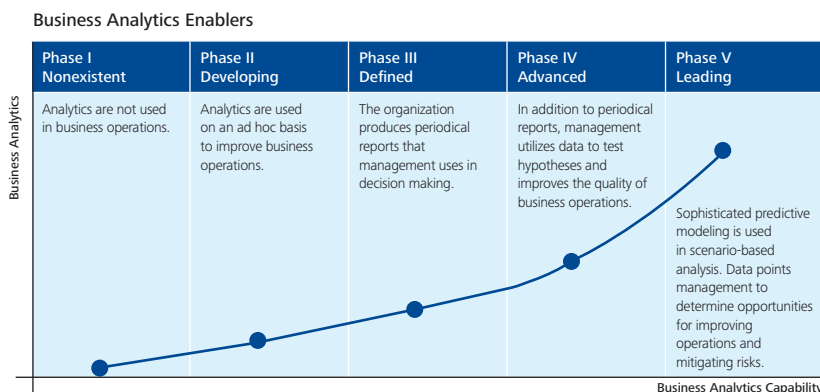 Business Analytics Enablers
Phase I
Nonexistent
Phase II
Developing
Phase III
Defined
Phase IV
Advanced
Phase V
Leading
Analytics are not used
in business operations.
Analytics are used
on an ad hoc basis
to improve business
operations.
The organization
produces periodical
reports that
management uses in
decision making.
In addition to periodical
reports, management
utilizes data to test
hypotheses and
improves the quality of
business operations.
Sophisticated predictive
modeling is used
in scenario-based
analysis. Data points
management to
determine opportunities
for improving
operations and
mitigating risks.
Business Analytics
Business Analytics Capability